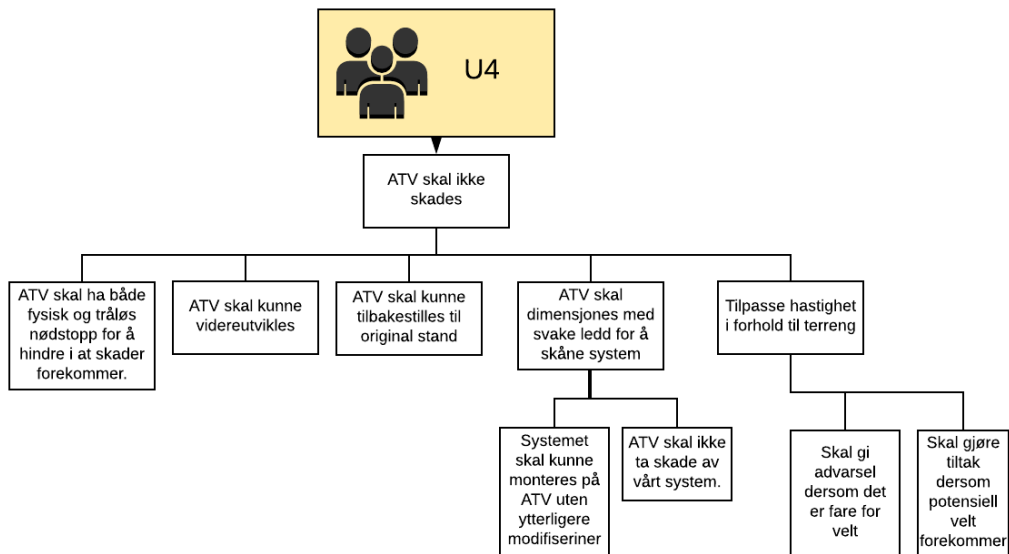 U4
ATV skal ikke
skades
ATV skal ha både
fysisk og tråløs
nødstopp for å
hindre i at skader
forekommer.
ATV skal kunne
videreutvikles
ATV skal kunne
tilbakestilles til
original stand
ATV skal
dimensjones med
svake ledd for å
skåne system
Tilpasse hastighet
i forhold til terreng
Systemet
skal kunne
monteres på
ATV uten
ytterligere
modifiseriner
ATV skal ikke
ta skade av
vårt system.
Skal gi
advarsel
dersom det
er fare for
velt
Skal gjøre
tiltak
dersom
potensiell
velt
forekommer